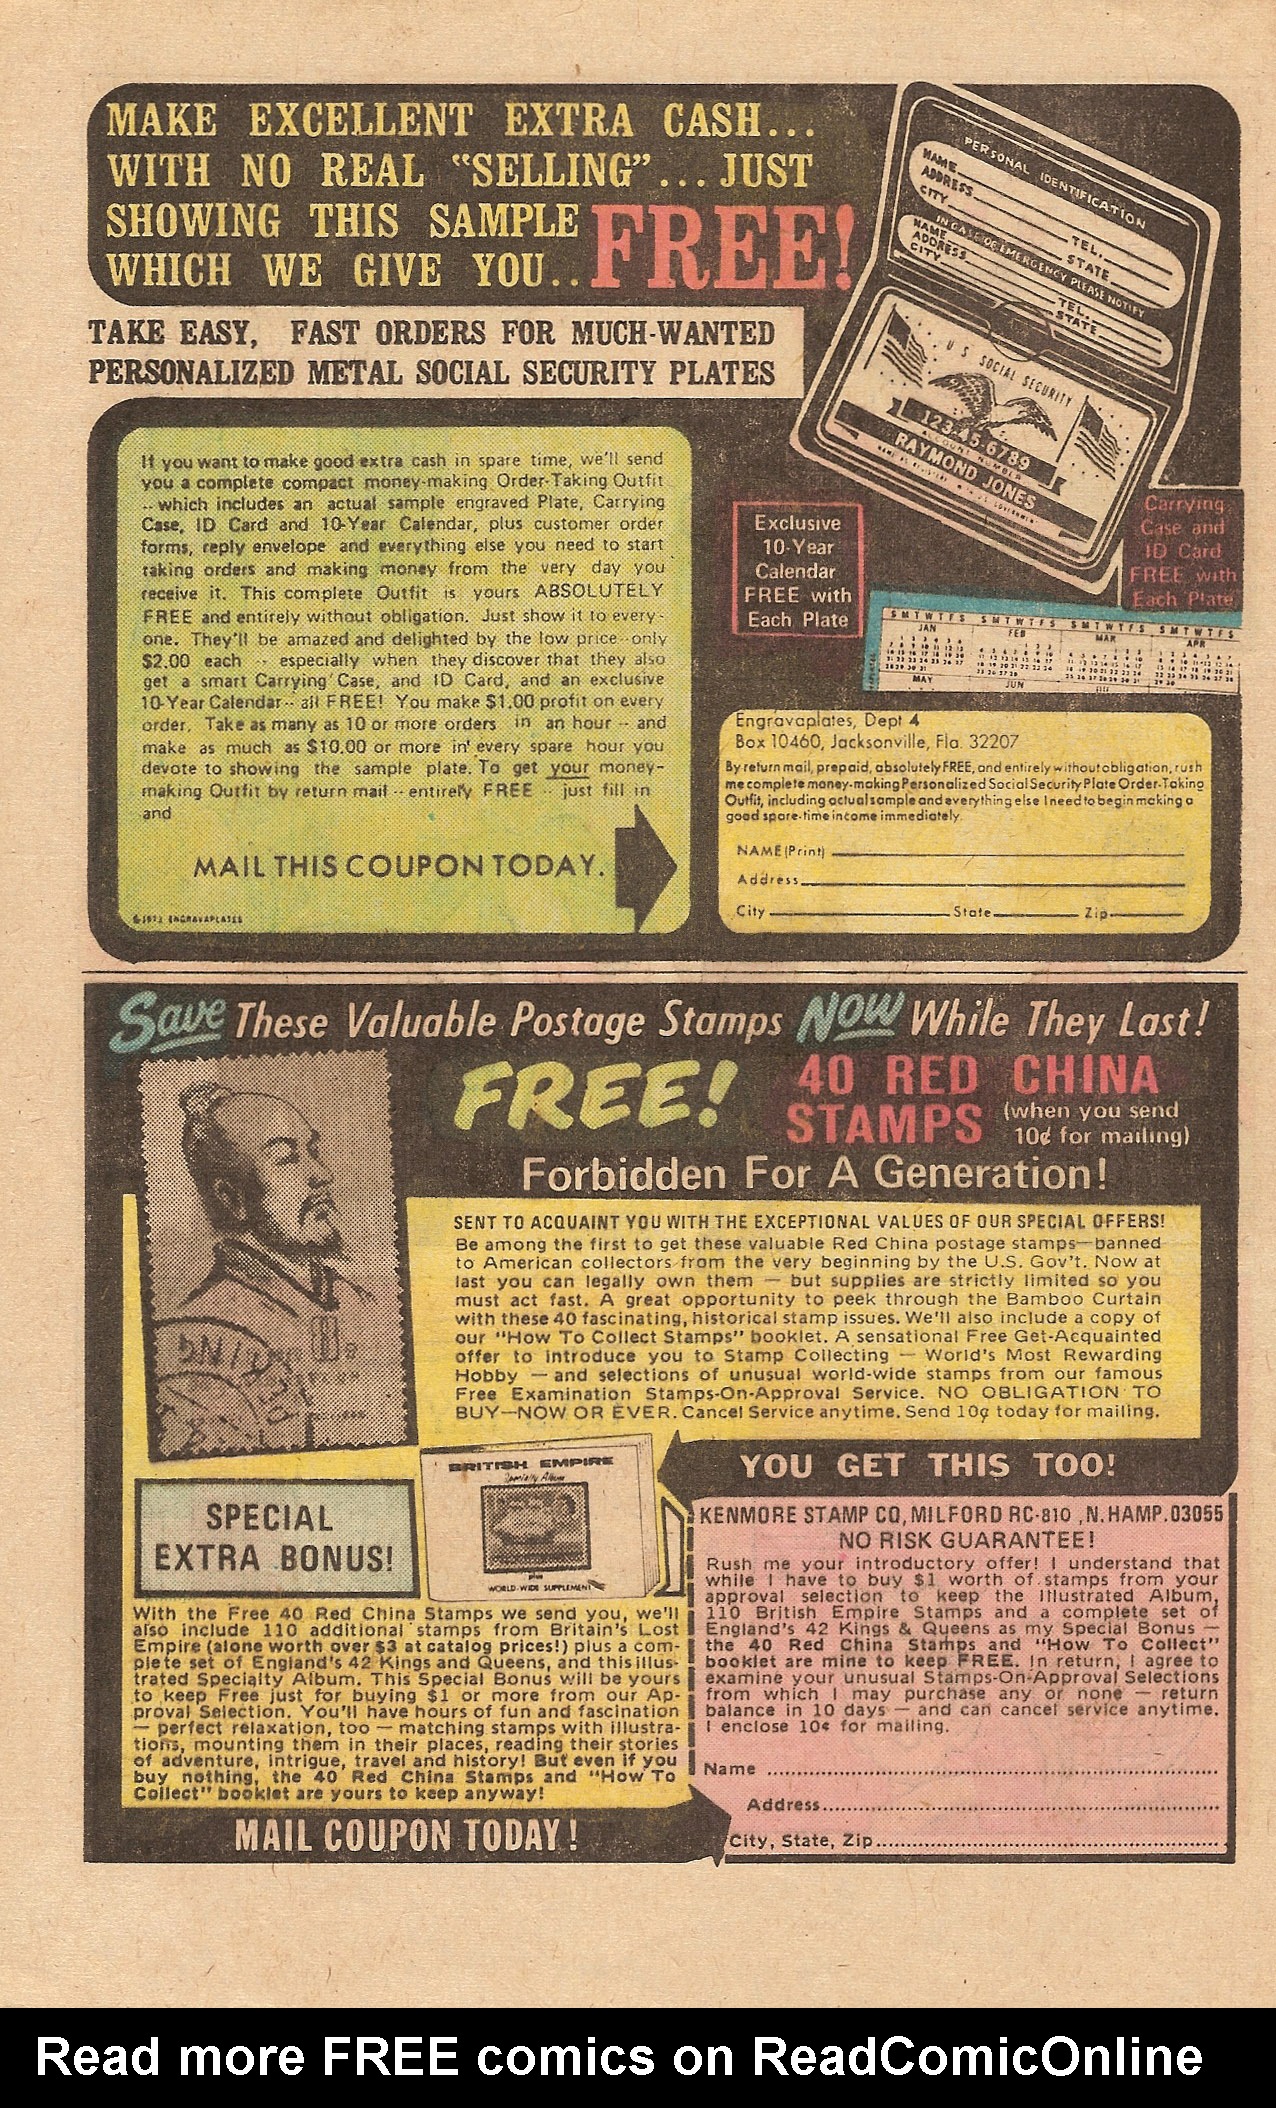 MAKE EXCELLENT EXTRA CASH...
WITH NO REAL "SELLING"... JUST
SHOWING THIS SAMPLE
WHICH WE GIVE YOU.. FREE!
TAKE EASY, FAST ORDERS FOR MUCH-WANTED
PERSONALIZED METAL SOCIAL SECURITY PLATES
PERSONAL IDENTIFICATION
NAME
ADDRESS TEL.
CITY STATE
IN CASE OF EMERGENCY PLEASE NOTIFY
NAME
ADDRESS TEL.
CITY STATE
U S SOCIAL SECURITY
123-45-6789
ACCOUNT NUMBER
RAYMOND JONES
If you want to make good extra cash in spare time, we'll send
you a complete compact money-making Order-Taking Outfit
-- which includes an actual sample engraved Plate, Carrying
Case, ID Card and 10-Year Calendar, plus customer order
forms, reply envelope and everything else you need to start
taking orders and making money from the very day you
receive it. This complete Outfit is yours ABSOLUTELY
FREE and entirely without obligation. Just show it to every-
one. They'll be amazed and delighted by the low price--only
$2.00 each -- especially when they discover that they also
get a smart Carrying Case, and ID Card, and an exclusive
10-Year Calendar-- all FREE! You make $1.00 profit on every
order. Take as many as 10 or more orders in an hour -- and
make as much as $10.00 or more in every spare hour you
devote to showing the sample plate. To get your money-
making Outfit by return mail -- entirely FREE -- just fill in
and
MAIL THIS COUPON TODAY.
ENGRAVAPLATES
Exclusive
10-Year
Calendar
FREE with
Each Plate
Carrying
Case and
ID Card
FREE with
Each Plate
S M T W T F S S M T W T F S S M T W T F S S M T W T F S
JAN FEB MAR APR
MAY JUN
Engravaplates, Dept 4
Box 10460, Jacksonville, Fla. 32207
By return mail, prepaid, absolutely FREE, and entirely without obligation, rush
me complete money-making Personalized Social Security Plate Order-Taking
Outfit, including actual sample and everything else I need to begin making a
good spare-time income immediately.
NAME (Print)
Address
City State Zip
Save These Valuable Postage Stamps Now While They Last!
FREE! 40 RED CHINA
STAMPS (when you send
10¢ for mailing)
Forbidden For A Generation!
SENT TO ACQUAINT YOU WITH THE EXCEPTIONAL VALUES OF OUR SPECIAL OFFERS!
Be among the first to get these valuable Red China postage stamps—banned
to American collectors from the very beginning by the U.S. Gov't. Now at
last you can legally own them — but supplies are strictly limited so you
must act fast. A great opportunity to peek through the Bamboo Curtain
with these 40 fascinating, historical stamp issues. We'll also include a copy of
our "How To Collect Stamps" booklet. A sensational Free Get-Acquainted
offer to introduce you to Stamp Collecting — World's Most Rewarding
Hobby — and selections of unusual world-wide stamps from our famous
Free Examination Stamps-On-Approval Service. NO OBLIGATION TO
BUY—NOW OR EVER. Cancel Service anytime. Send 10¢ today for mailing.
SPECIAL
EXTRA BONUS!
BRITISH EMPIRE
Specialty Album
plus
WORLD-WIDE SUPPLEMENT
YOU GET THIS TOO!
With the Free 40 Red China Stamps we send you, we'll
also include 110 additional stamps from Britain's Lost
Empire (alone worth over $3 at catalog prices!) plus a com-
plete set of England's 42 Kings and Queens, and this illus-
trated Specialty Album. This Special Bonus will be yours
to keep Free just for buying $1 or more from our Ap-
proval Selection. You'll have hours of fun and fascination
— perfect relaxation, too — matching stamps with illustra-
tions, mounting them in their places, reading their stories
of adventure, intrigue, travel and history! But even if you
buy nothing, the 40 Red China Stamps and "How To
Collect" booklet are yours to keep anyway!
MAIL COUPON TODAY!
KENMORE STAMP CO, MILFORD RC-810 , N. HAMP. 03055
NO RISK GUARANTEE!
Rush me your introductory offer! I understand that
while I have to buy $1 worth of stamps from your
approval selection to keep the Illustrated Album,
110 British Empire Stamps and a complete set of
England's 42 Kings & Queens as my Special Bonus —
the 40 Red China Stamps and "How To Collect"
booklet are mine to keep FREE. In return, I agree to
examine your unusual Stamps-On-Approval Selections
from which I may purchase any or none — return
balance in 10 days — and can cancel service anytime.
I enclose 10¢ for mailing.
Name
Address
City, State, Zip
Read more FREE comics on ReadComicOnline